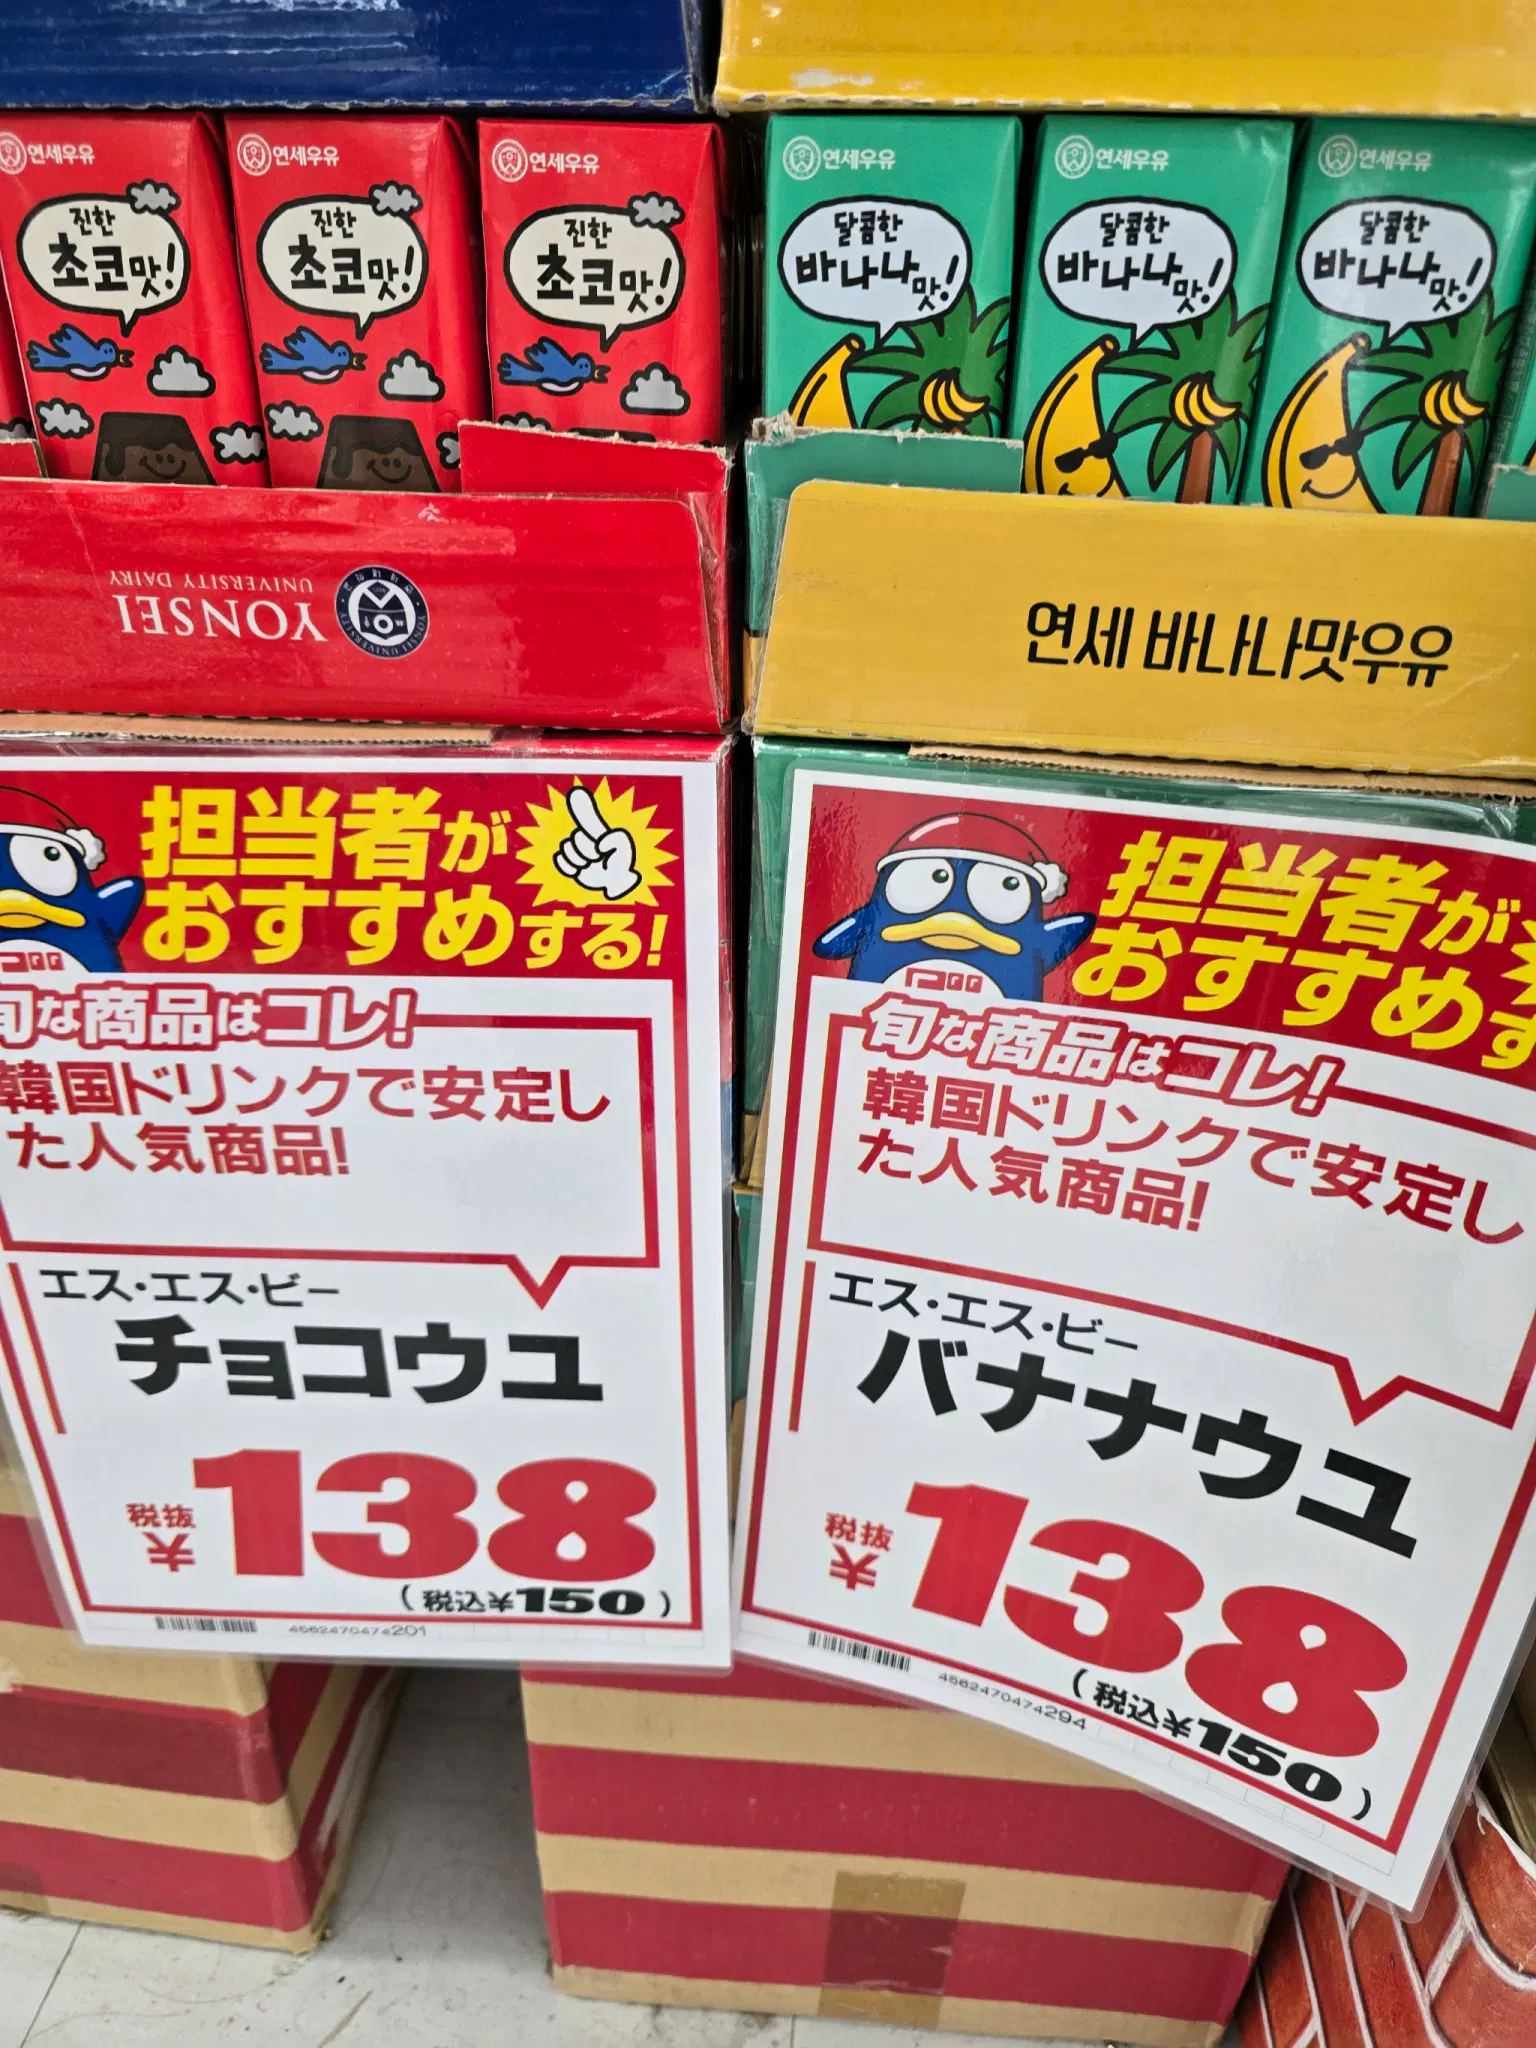 연세우유
진한
초코맛!
연세우유
진한
초코맛!
연세우유
진한
초코맛!
연세우유
달콤한
바나나맛!
연세우유
달콤한
바나나맛!
연세우유
달콤한
바나나맛!
YONSEI
UNIVERSITY DAIRY
YONSEI UNIVERSITY
연세 바나나맛우유
担当者が
おすすめする!
旬な商品はコレ!
韓国ドリンクで安定し
た人気商品!
エス・エス・ビー
チョコウユ
税抜
¥138
(税込¥150)
4562470474201
担当者が
おすすめす
旬な商品はコレ!
韓国ドリンクで安定し
た人気商品!
エス・エス・ビー
バナナウユ
税抜
¥138
(税込¥150)
4562470474294